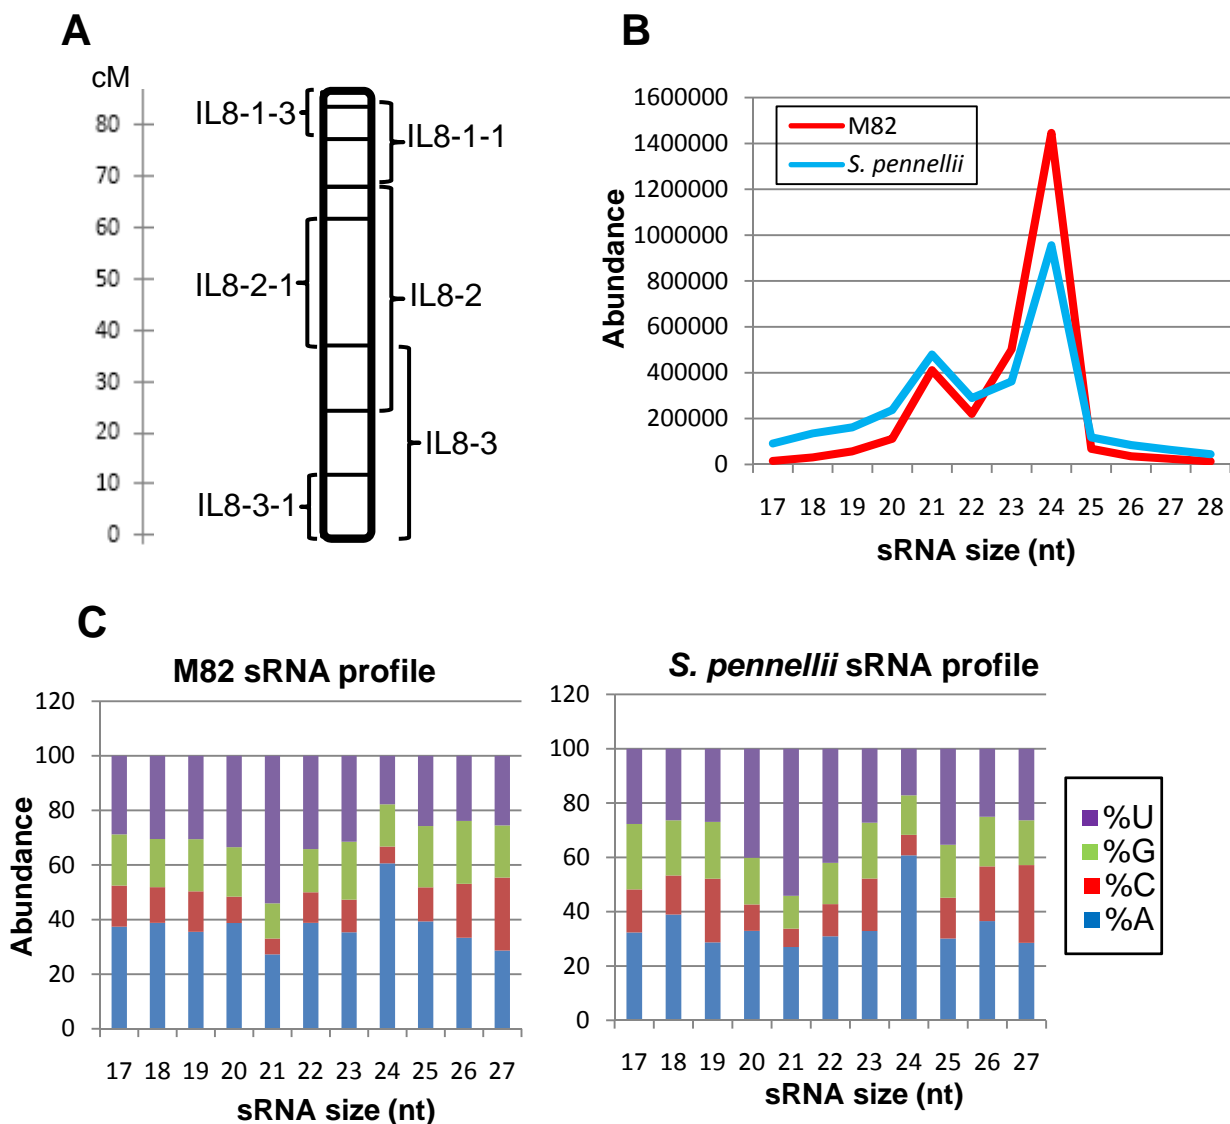 A
cM
80
70
60
50
40
30
20
10
0
IL8-1-3
IL8-1-1
IL8-2-1
IL8-2
IL8-3
IL8-3-1
B
1600000
1400000
1200000
1000000
800000
600000
400000
200000
0
Abundance
M82
S. pennellii
17 18 19 20 21 22 23 24 25 26 27 28
sRNA size (nt)
C
M82 sRNA profile
120
100
80
60
40
20
0
Abundance
17 18 19 20 21 22 23 24 25 26 27
sRNA size (nt)
S. pennellii sRNA profile
120
100
80
60
40
20
0
17 18 19 20 21 22 23 24 25 26 27
sRNA size (nt)
%U
%G
%C
%A